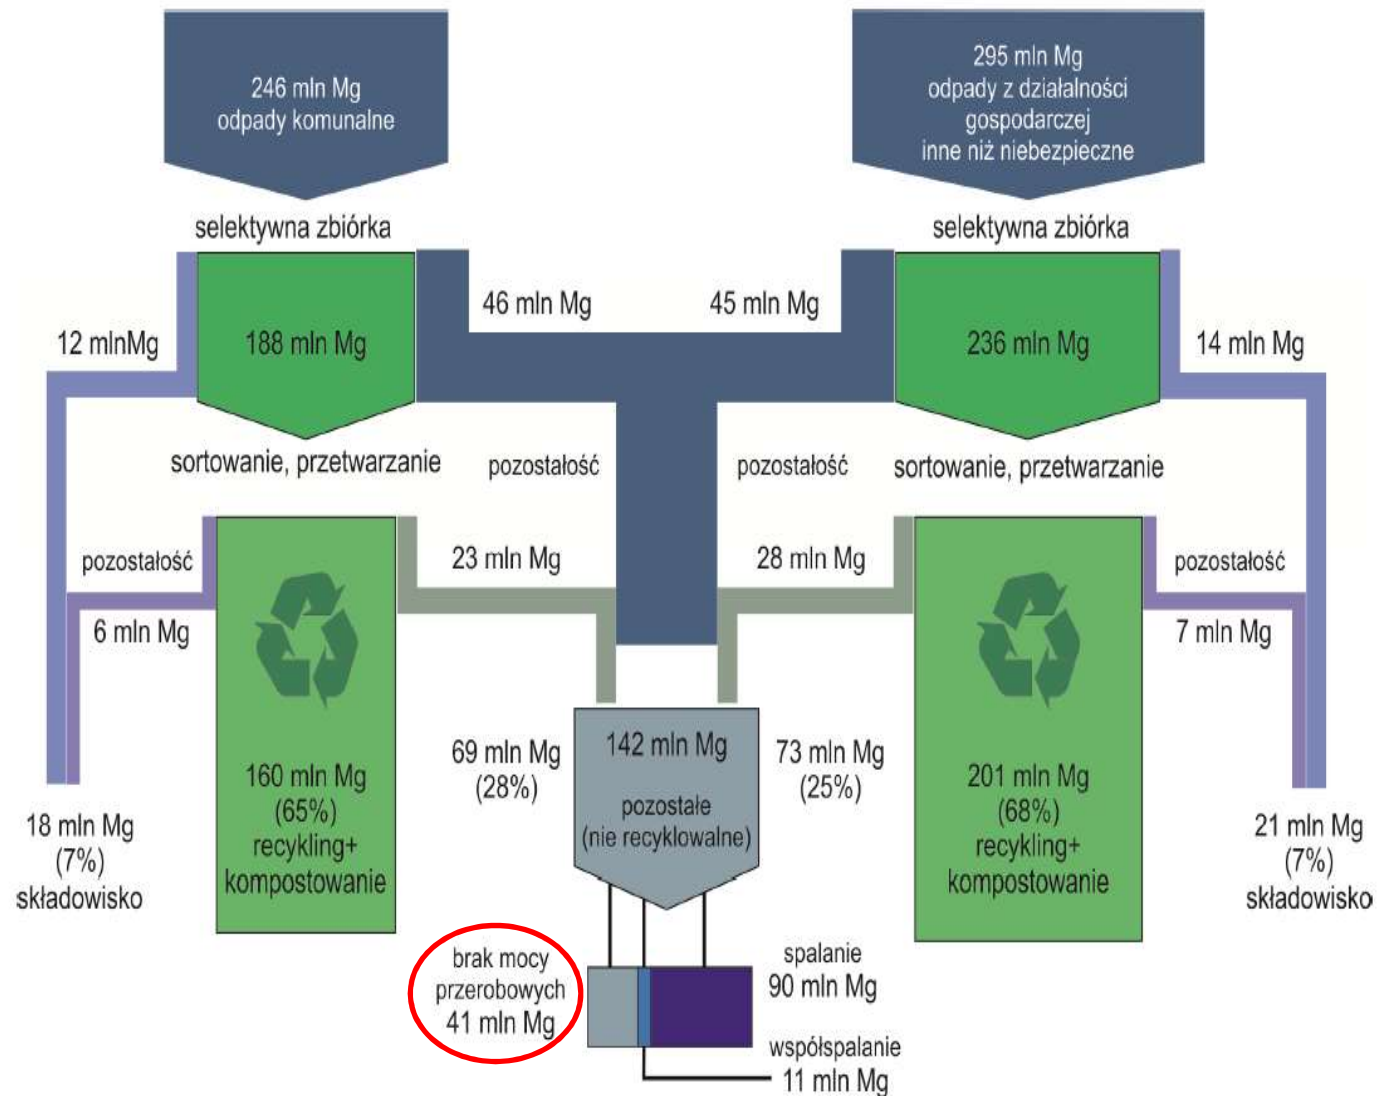 246 mln Mg
odpady komunalne
295 mln Mg
odpady z działalności
gospodarczej
inne niż niebezpieczne
selektywna zbiórka
selektywna zbiórka
12 mlnMg
188 mln Mg
46 mln Mg
45 mln Mg
236 mln Mg
14 mln Mg
sortowanie, przetwarzanie
pozostałość
pozostałość
sortowanie, przetwarzanie
pozostałość
6 mln Mg
23 mln Mg
28 mln Mg
pozostałość
7 mln Mg
160 mln Mg
(65%)
recykling+
kompostowanie
69 mln Mg
(28%)
142 mln Mg
pozostałe
(nie recyklowalne)
73 mln Mg
(25%)
201 mln Mg
(68%)
recykling+
kompostowanie
18 mln Mg
(7%)
składowisko
21 mln Mg
(7%)
składowisko
brak mocy
przerobowych
41 mln Mg
spalanie
90 mln Mg
współspalanie
11 mln Mg